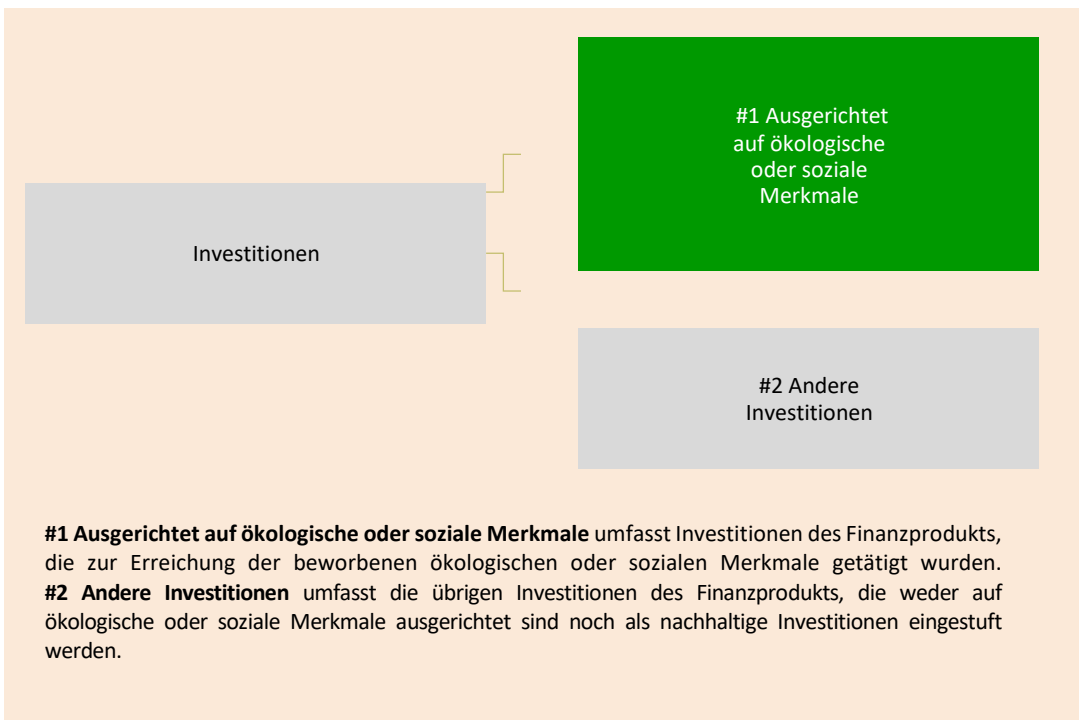 #1 Ausgerichtet
auf ökologische
oder soziale
Merkmale
Investitionen
#2 Andere
Investitionen
#1 Ausgerichtet auf ökologische oder soziale Merkmale umfasst Investitionen des Finanzprodukts,
die zur Erreichung der beworbenen ökologischen oder sozialen Merkmale getätigt wurden.
#2 Andere Investitionen umfasst die übrigen Investitionen des Finanzprodukts, die weder auf
ökologische oder soziale Merkmale ausgerichtet sind noch als nachhaltige Investitionen eingestuft
werden.